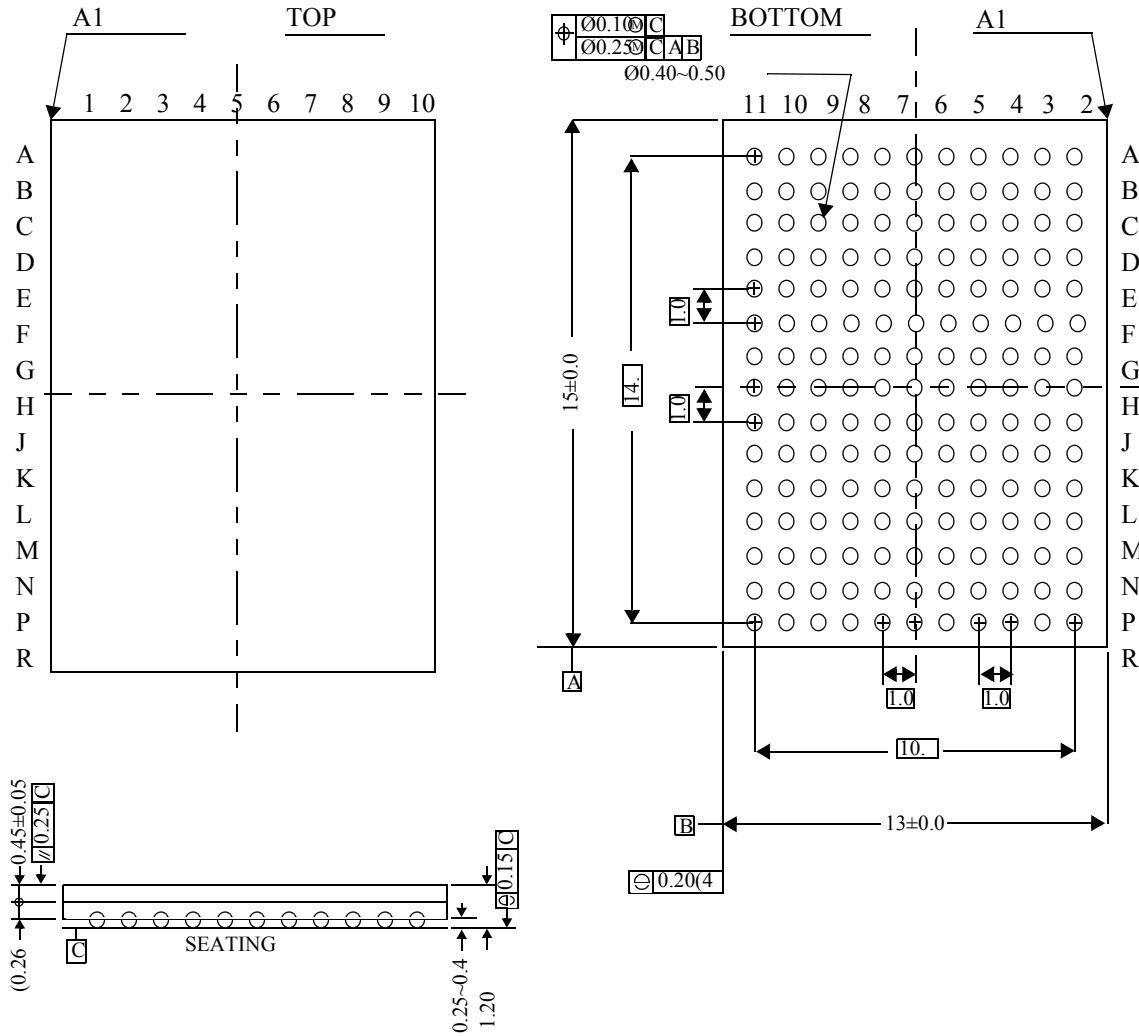 A1 TOP
1 2 3 4 5 6 7 8 9 10
A
B
C
D
E
F
G
H
J
K
L
M
N
P
R
Ø0.10Ⓜ C
Ø0.25Ⓜ C A B
Ø0.40~0.50
BOTTOM A1
11 10 9 8 7 6 5 4 3 2
A
B
C
D
E
F
G
H
J
K
L
M
N
P
R
15±0.0
14.
1.0
1.0
A
1.0 1.0
10.
B 13±0.0
0.20(4
0.45±0.05
// 0.25 C
(0.26
C SEATING
0.15 C
0.25~0.4
1.20